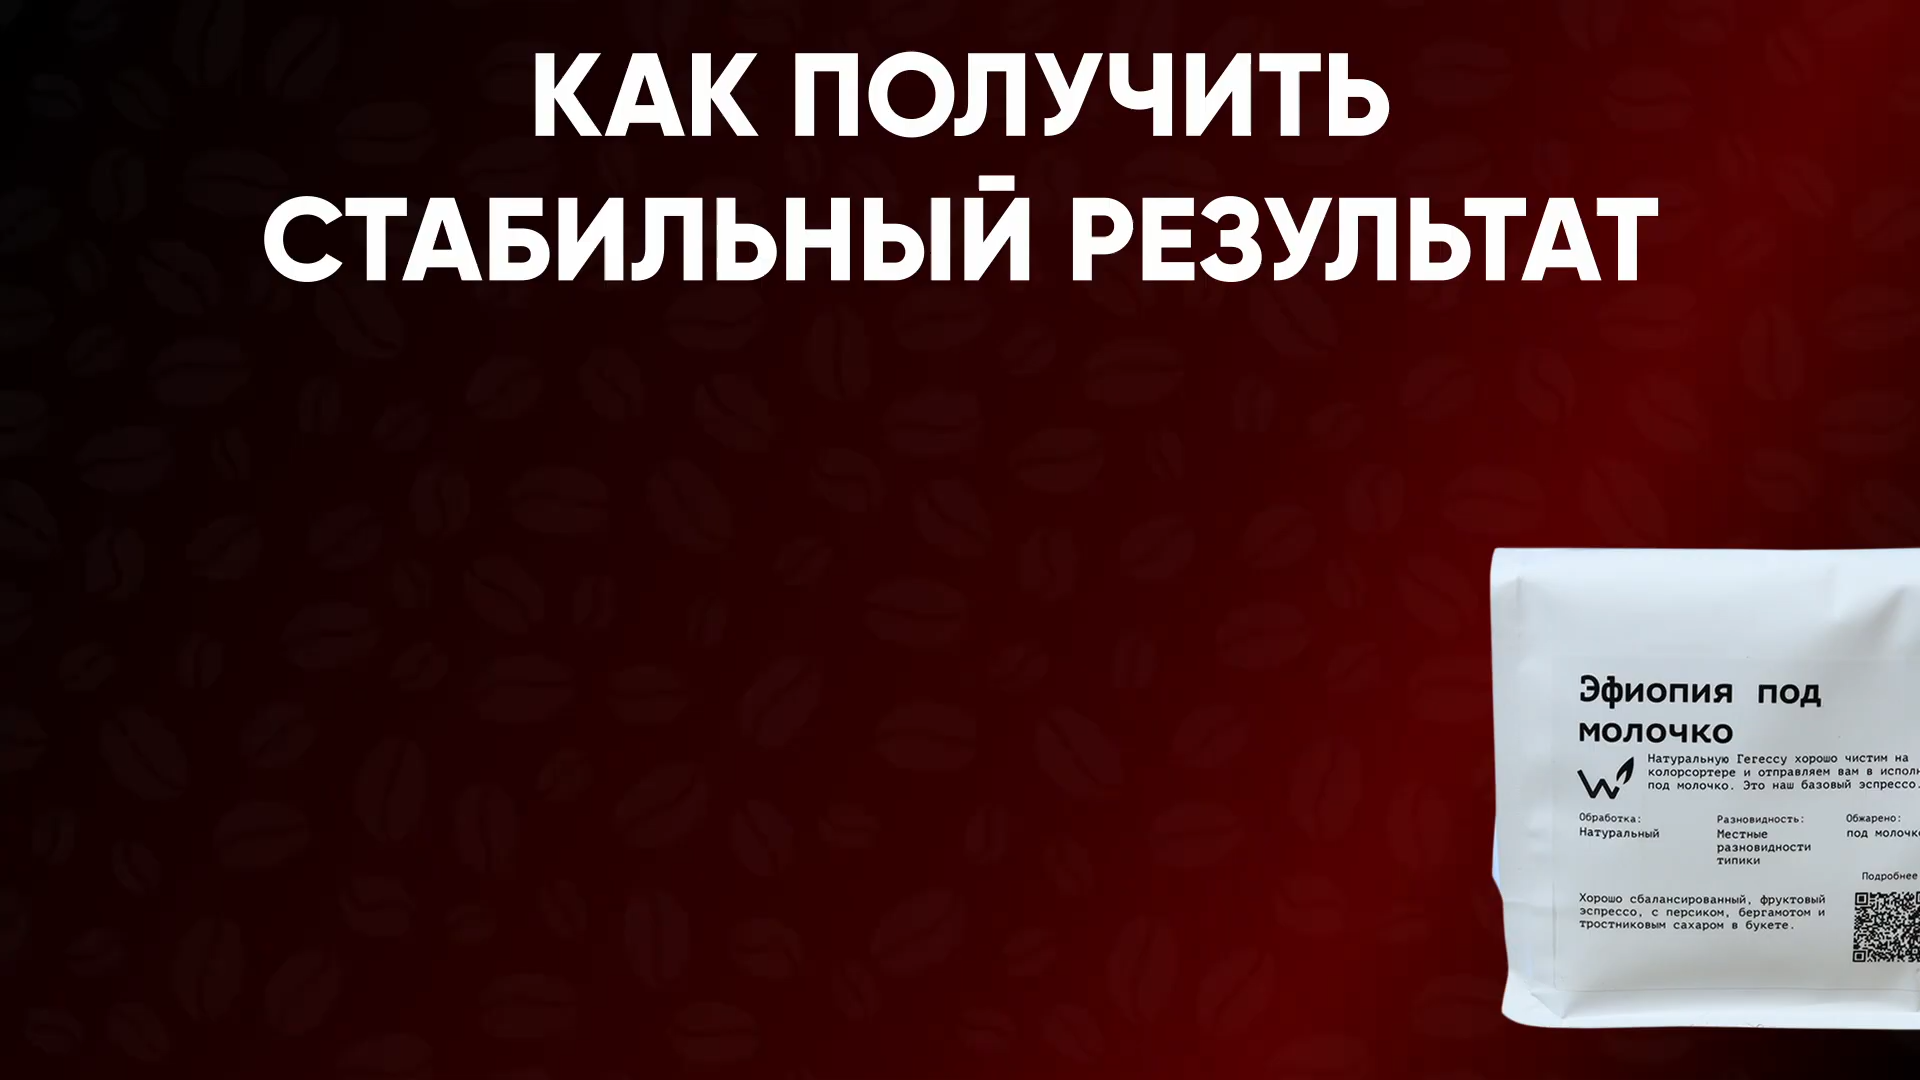 КАК ПОЛУЧИТЬ
СТАБИЛЬНЫЙ РЕЗУЛЬТАТ
Эфиопия под
молочко
Натуральную Гегессу хорошо чистим на
колорсортере и отправляем вам в
под молочко. Это наш базовый эспрессо.
Обработка:
Натуральный
Разновидность:
Местные
разновидности
типики
Обжарено:
под молочко
Подробнее
Хорошо сбалансированный, фруктовый
эспрессо, с персиком, бергамотом и
тростниковым сахаром в букете.